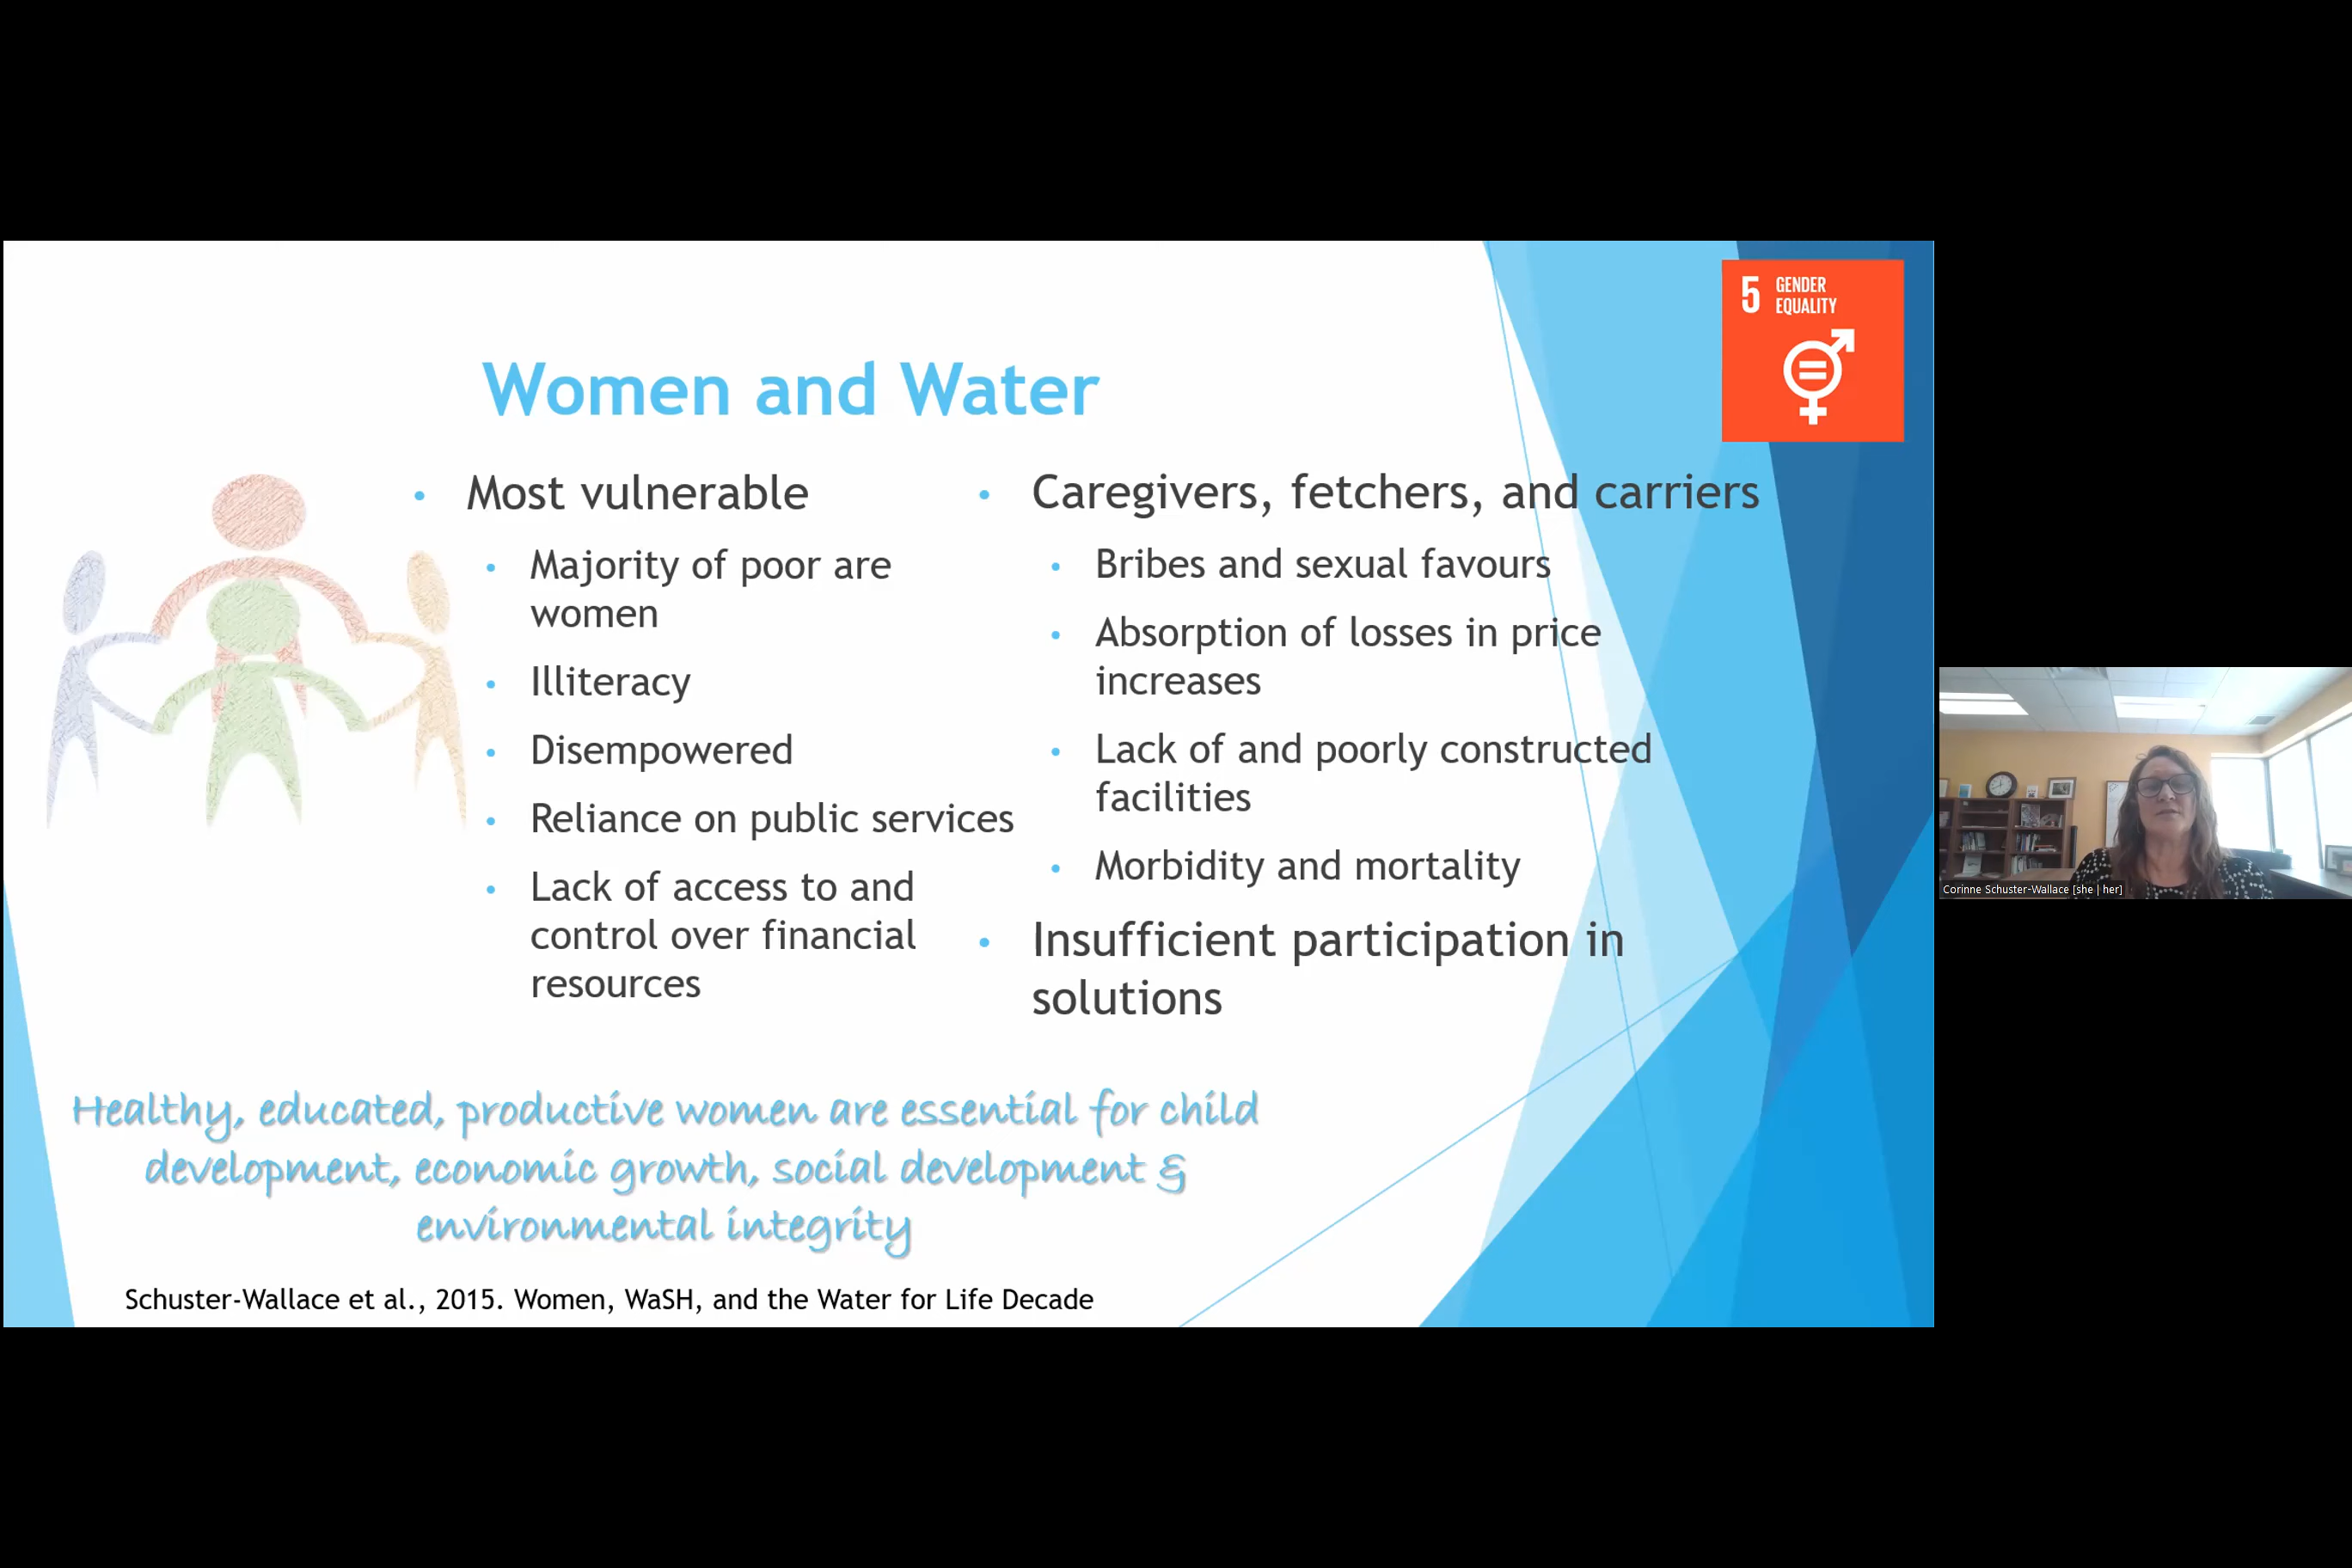 5 GENDER
EQUALITY
Women and Water
• Most vulnerable
• Majority of poor are
women
• Illiteracy
• Disempowered
• Reliance on public services
• Lack of access to and
control over financial
resources
• Caregivers, fetchers, and carriers
• Bribes and sexual favours
• Absorption of losses in price
increases
• Lack of and poorly constructed
facilities
• Morbidity and mortality
• Insufficient participation in
solutions
Healthy, educated, productive women are essential for child
development, economic growth, social development &
environmental integrity
Schuster-Wallace et al., 2015. Women, WaSH, and the Water for Life Decade
Corinne Schuster-Wallace [she | her]